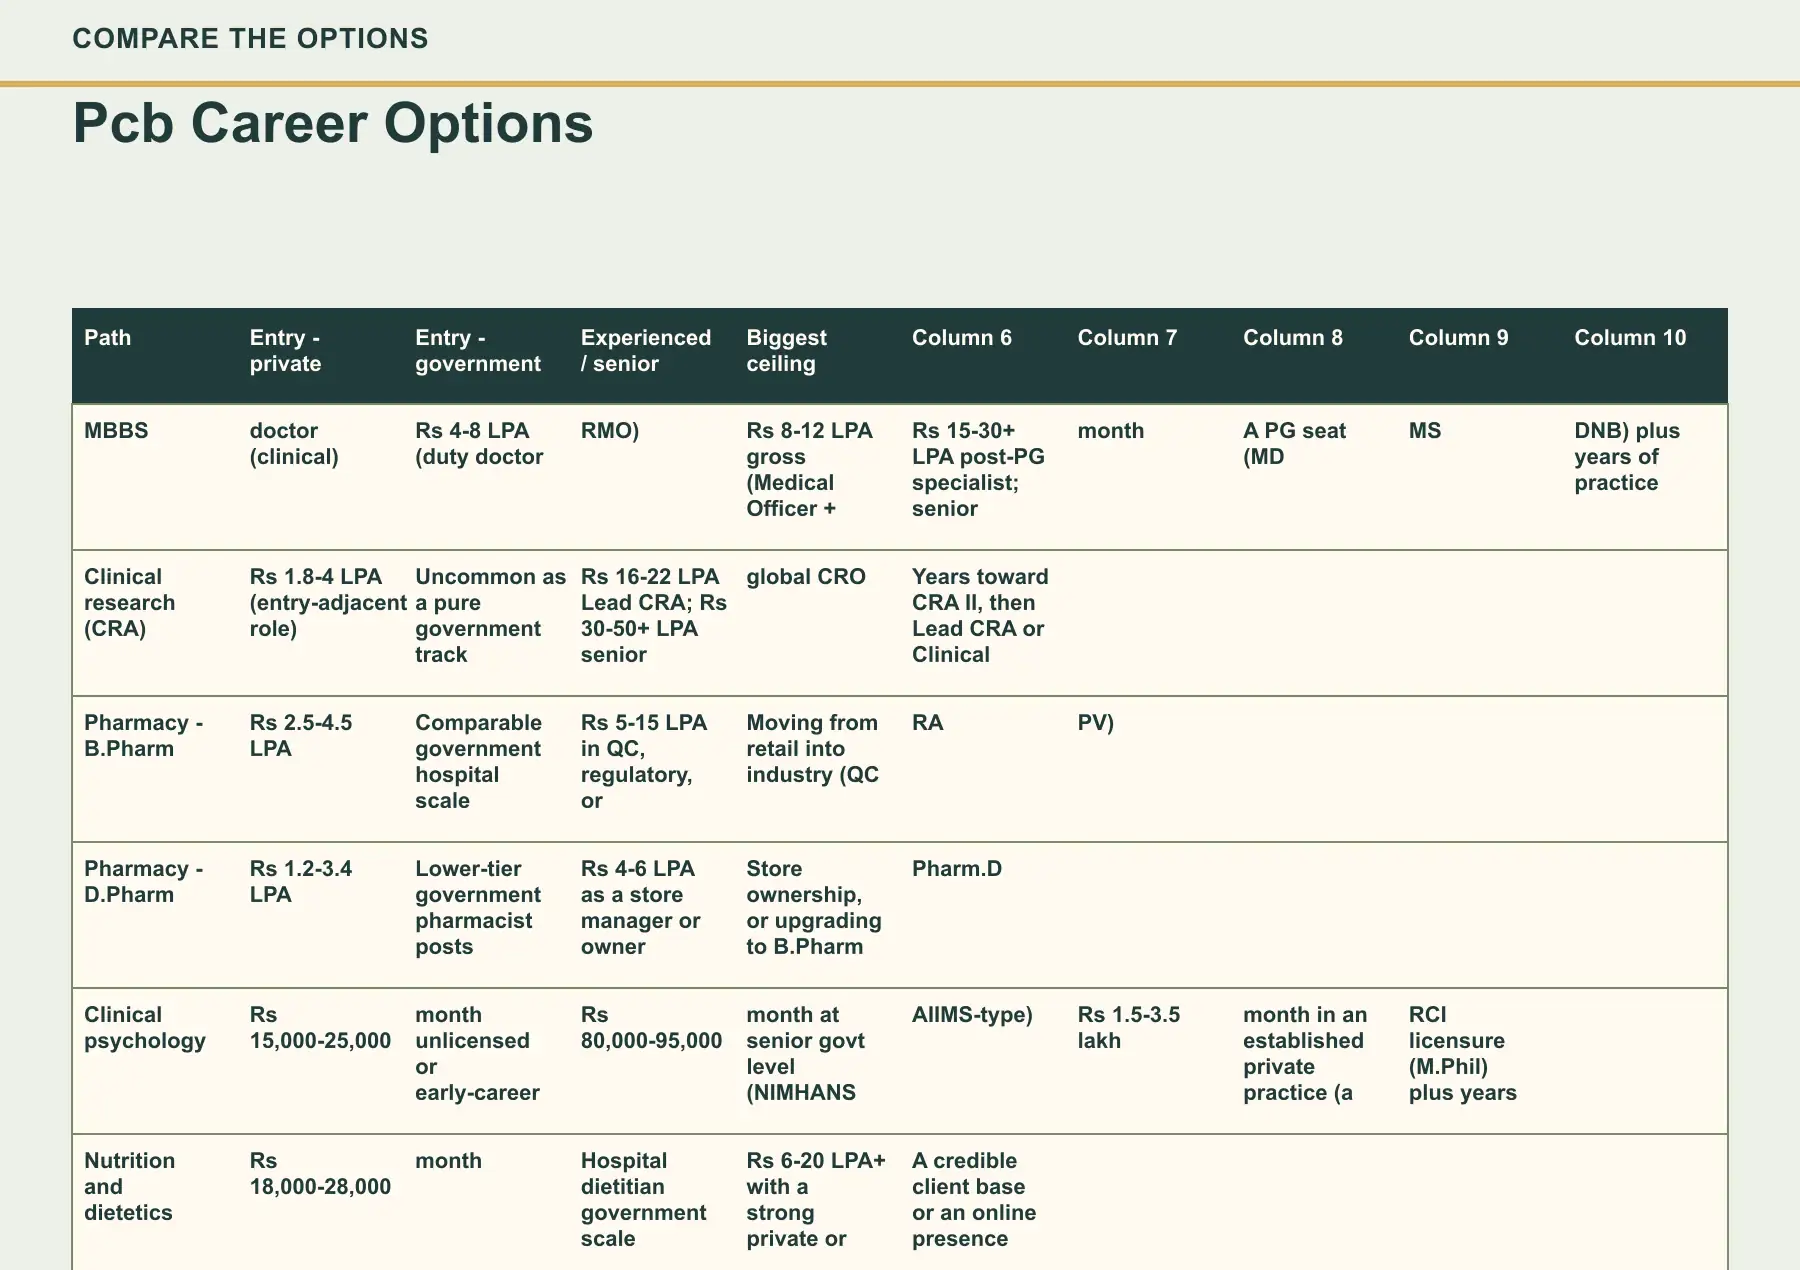 COMPARE THE OPTIONS
Pcb Career Options
Path
Entry -
private
Entry -
government
Experienced
/ senior
Biggest
ceiling
Column 6
Column 7
Column 8
Column 9
Column 10
MBBS
doctor
(clinical)
Rs 4-8 LPA
(duty doctor
RMO)
Rs 8-12 LPA
gross
(Medical
Officer +
Rs 15-30+
LPA post-PG
specialist;
senior
month
A PG seat
(MD
MS
DNB) plus
years of
practice
Clinical
research
(CRA)
Rs 1.8-4 LPA
(entry-adjacent
role)
Uncommon as
a pure
government
track
Rs 16-22 LPA
Lead CRA; Rs
30-50+ LPA
senior
global CRO
Years toward
CRA II, then
Lead CRA or
Clinical
Pharmacy -
B.Pharm
Rs 2.5-4.5
LPA
Comparable
government
hospital
scale
Rs 5-15 LPA
in QC,
regulatory,
or
Moving from
retail into
industry (QC
RA
PV)
Pharmacy -
D.Pharm
Rs 1.2-3.4
LPA
Lower-tier
government
pharmacist
posts
Rs 4-6 LPA
as a store
manager or
owner
Store
ownership,
or upgrading
to B.Pharm
Pharm.D
Clinical
psychology
Rs
15,000-25,000
month
unlicensed
or
early-career
Rs
80,000-95,000
month at
senior govt
level
(NIMHANS
AIIMS-type)
Rs 1.5-3.5
lakh
month in an
established
private
practice (a
RCI
licensure
(M.Phil)
plus years
Nutrition
and
dietetics
Rs
18,000-28,000
month
Hospital
dietitian
government
scale
Rs 6-20 LPA+
with a
strong
private or
A credible
client base
or an online
presence